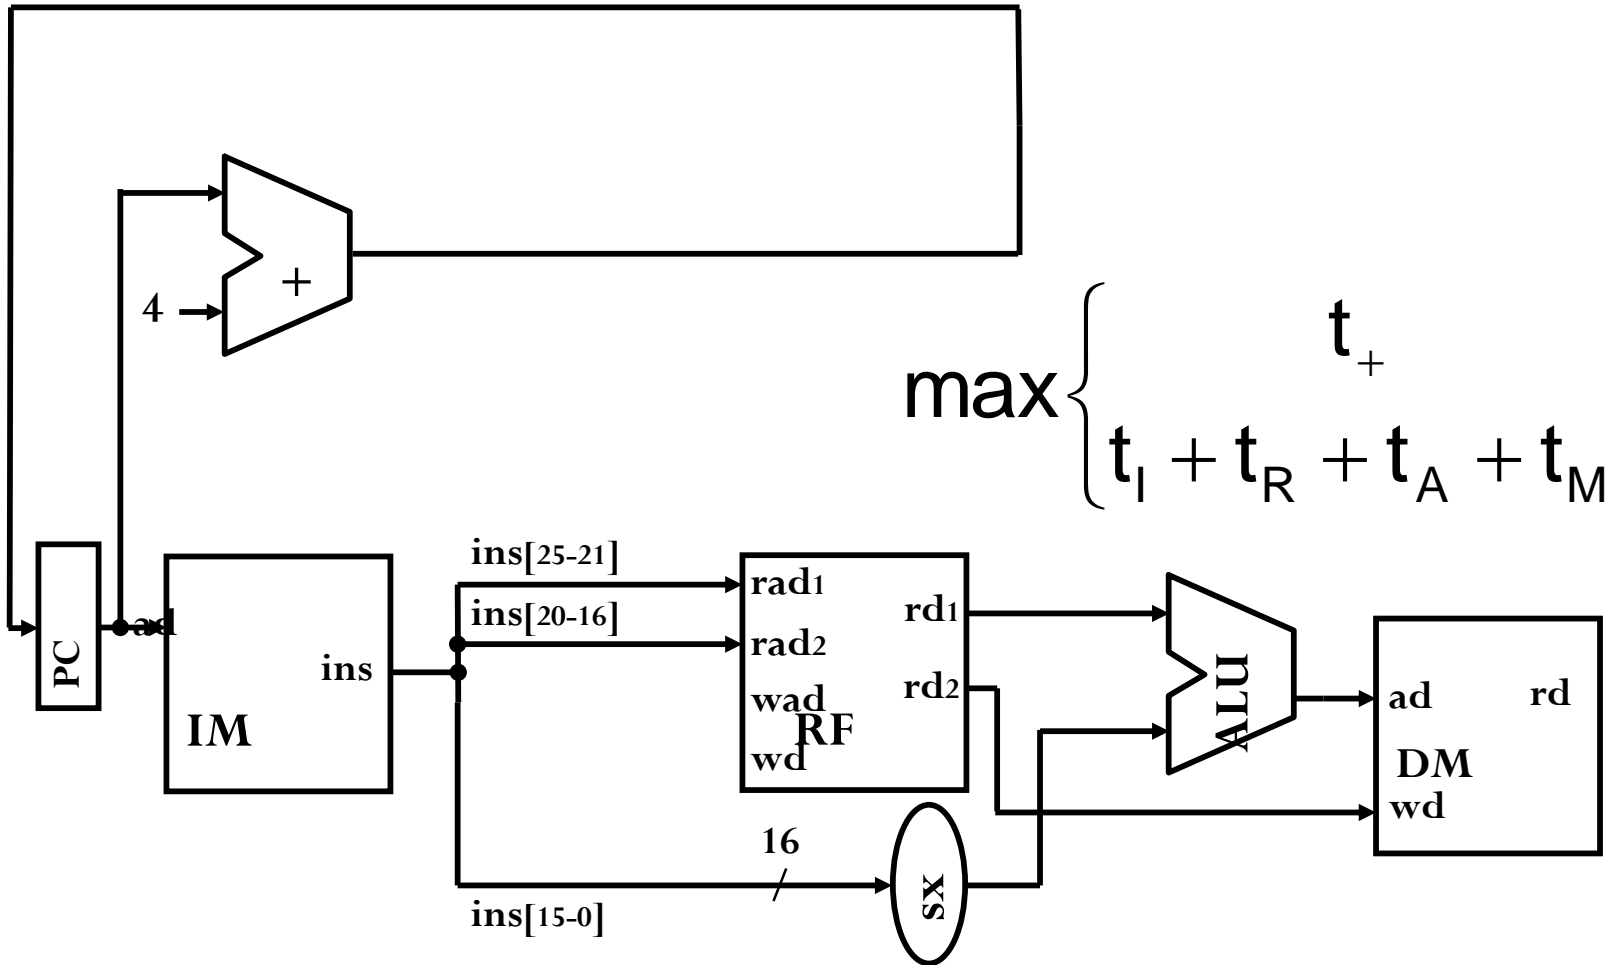 +
4
t+
max
tI + tR + tA + tM
PC
ad
ins
IM
ins[25-21]
ins[20-16]
rad1
rad2
wad
RF
wd
rd1
rd2
ALU
ad
rd
DM
wd
16
sx
ins[15-0]